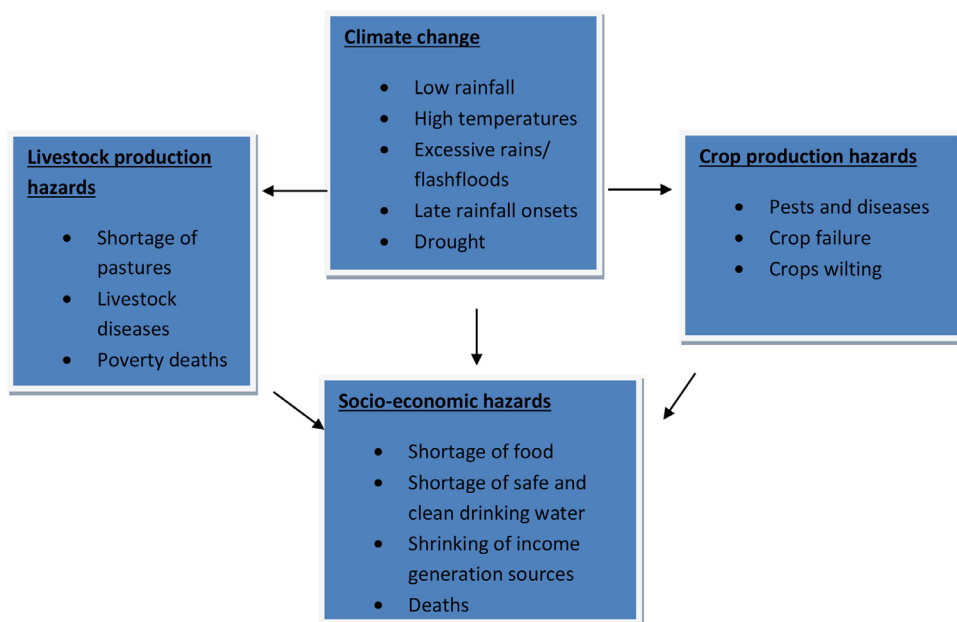 Climate change
• Low rainfall
• High temperatures
• Excessive rains/
flashfloods
• Late rainfall onsets
• Drought
Livestock production
hazards
• Shortage of
pastures
• Livestock
diseases
• Poverty deaths
Crop production hazards
• Pests and diseases
• Crop failure
• Crops wilting
Socio-economic hazards
• Shortage of food
• Shortage of safe and
clean drinking water
• Shrinking of income
generation sources
• Deaths